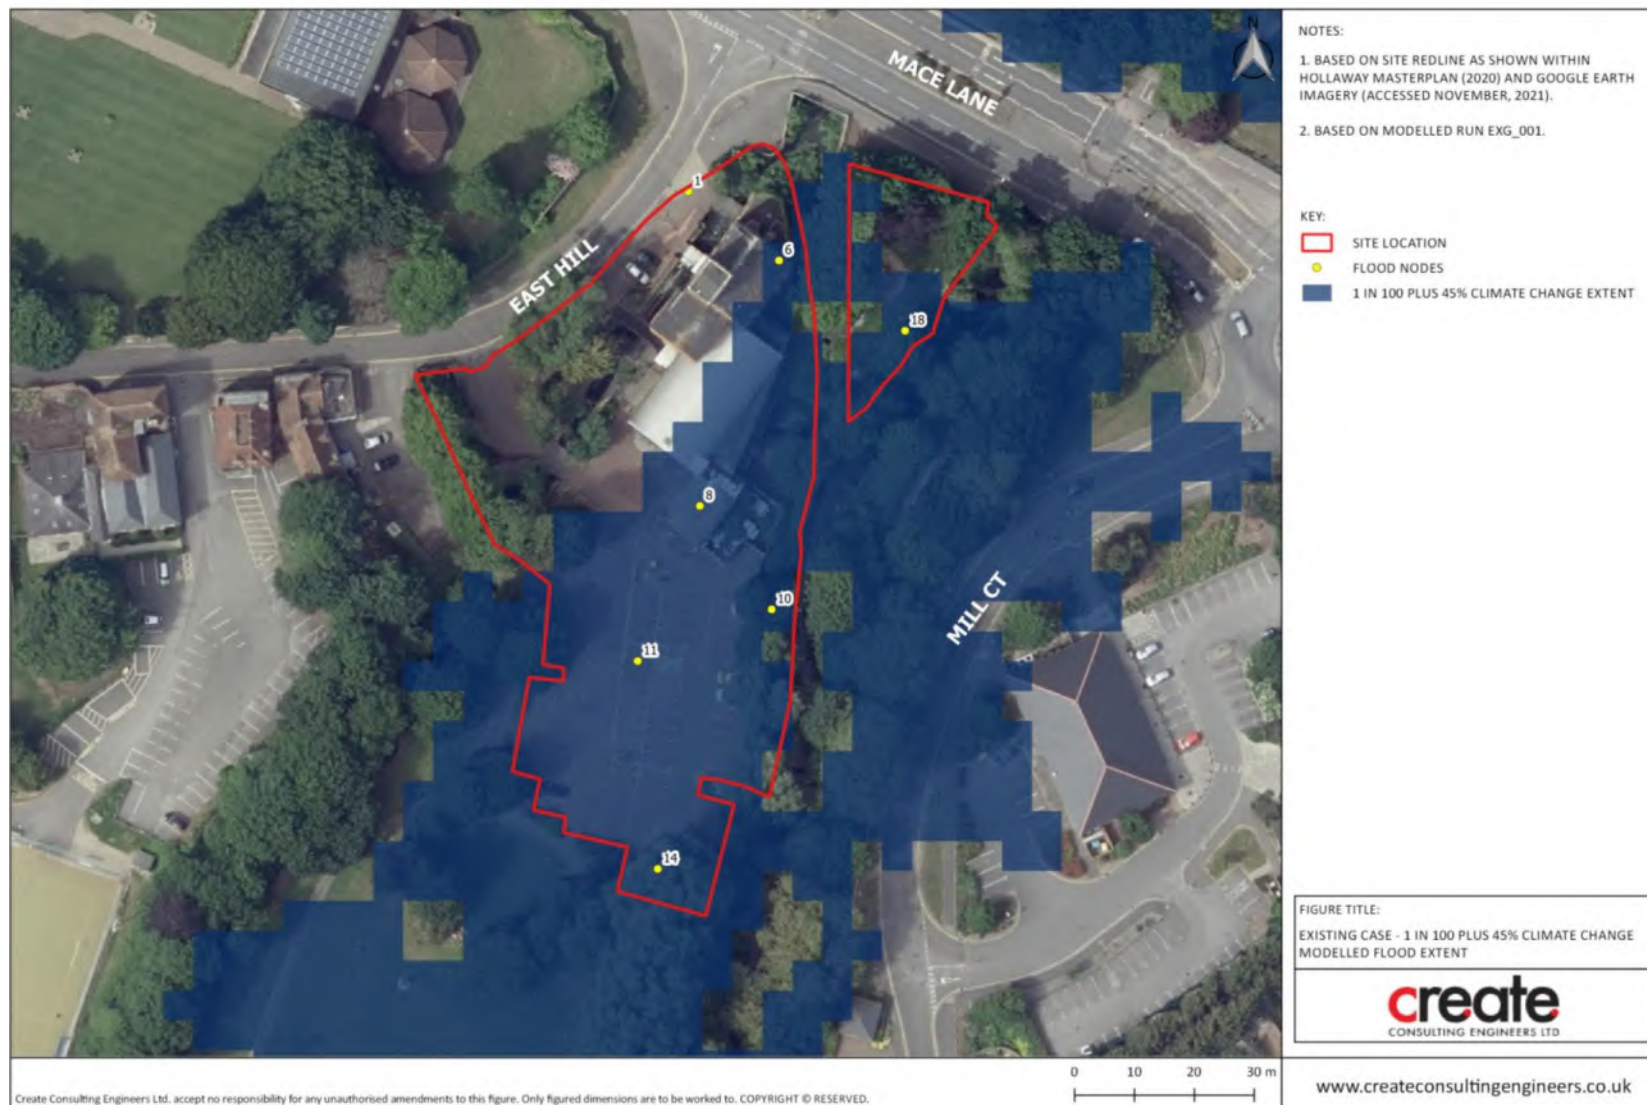 N
MACE LANE
EAST HILL
MILL CT
1
6
18
8
10
11
14
NOTES:
1. BASED ON SITE REDLINE AS SHOWN WITHIN
HOLLAWAY MASTERPLAN (2020) AND GOOGLE EARTH
IMAGERY (ACCESSED NOVEMBER, 2021).
2. BASED ON MODELLED RUN EXG_001.
KEY:
SITE LOCATION
FLOOD NODES
1 IN 100 PLUS 45% CLIMATE CHANGE EXTENT
FIGURE TITLE:
EXISTING CASE - 1 IN 100 PLUS 45% CLIMATE CHANGE
MODELLED FLOOD EXTENT
create
CONSULTING ENGINEERS LTD
0 10 20 30 m
www.createconsultingengineers.co.uk
Create Consulting Engineers Ltd. accept no responsibility for any unauthorised amendments to this figure. Only figured dimensions are to be worked to. COPYRIGHT © RESERVED.